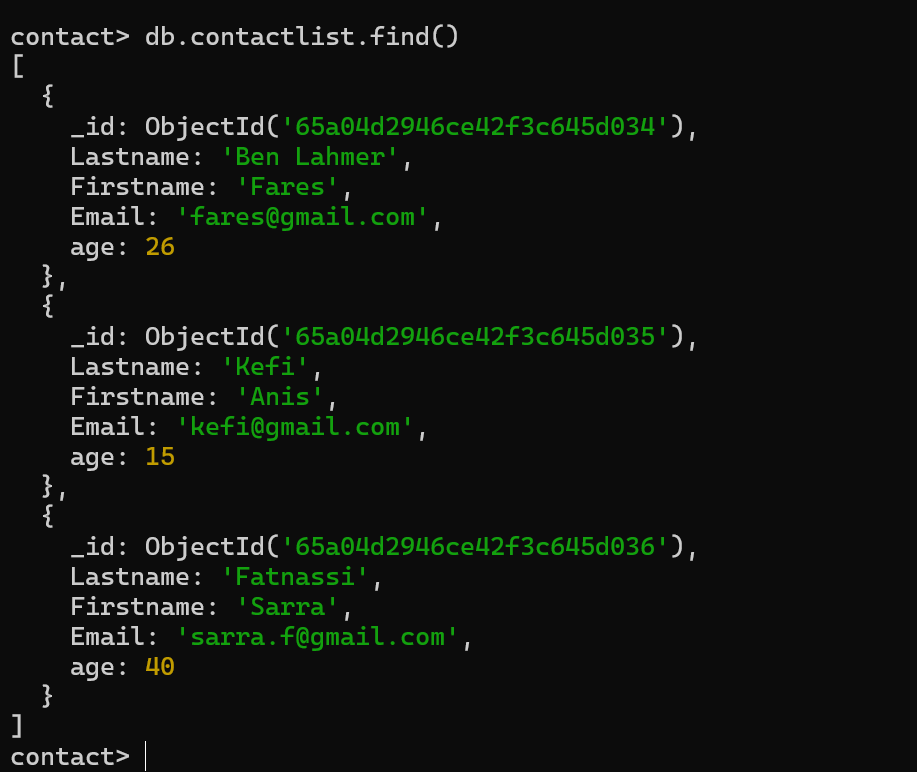 contact> db.contactlist.find()
[
  {
    _id: ObjectId('65a04d2946ce42f3c645d034'),
    Lastname: 'Ben Lahmer',
    Firstname: 'Fares',
    Email: 'fares@gmail.com',
    age: 26
  },
  {
    _id: ObjectId('65a04d2946ce42f3c645d035'),
    Lastname: 'Kefi',
    Firstname: 'Anis',
    Email: 'kefi@gmail.com',
    age: 15
  },
  {
    _id: ObjectId('65a04d2946ce42f3c645d036'),
    Lastname: 'Fatnassi',
    Firstname: 'Sarra',
    Email: 'sarra.f@gmail.com',
    age: 40
  }
]
contact>